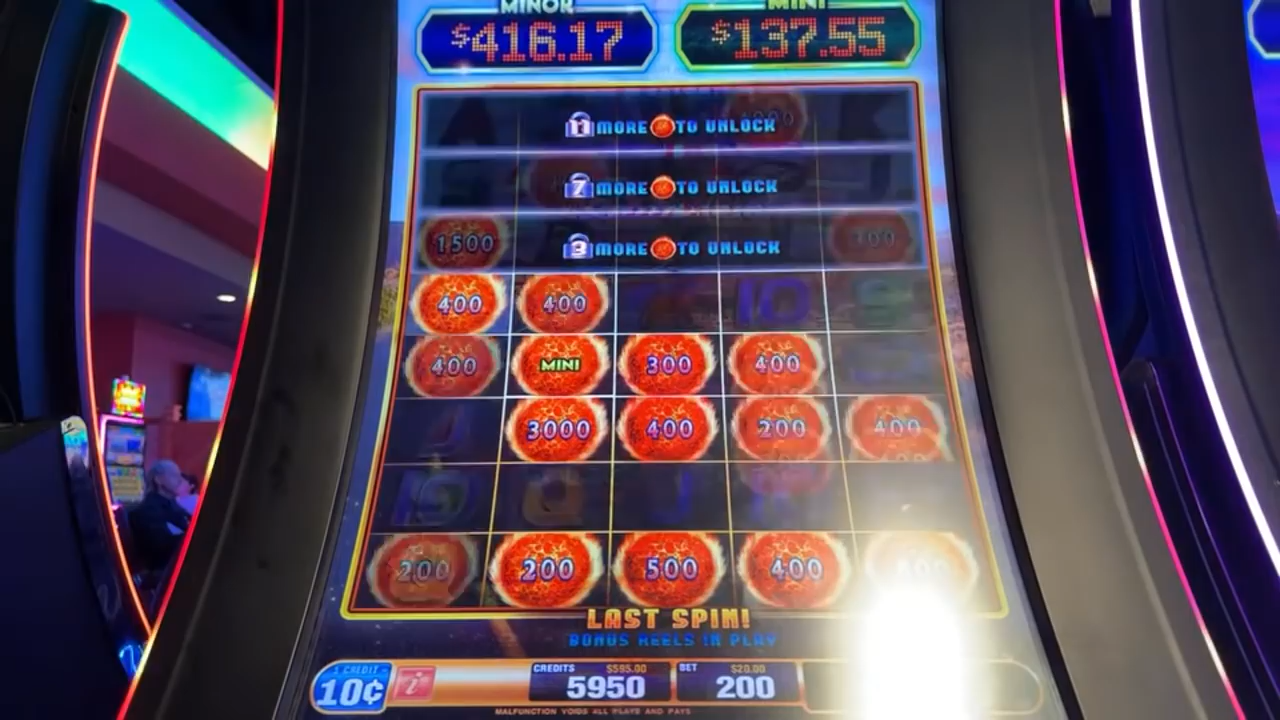 MINOR MINI
$416.17 $137.55
11 MORE TO UNLOCK
7 MORE TO UNLOCK
3 MORE TO UNLOCK
1500
400 400 10
400 MINI 300 400
3000 400 200 400
Q J
200 200 500 400
LAST SPIN!
BONUS REELS IN PLAY
1 CREDIT CREDITS $595.00 BET $20.00
10¢ i 5950 200
MALFUNCTION VOIDS ALL PLAYS AND PAYS